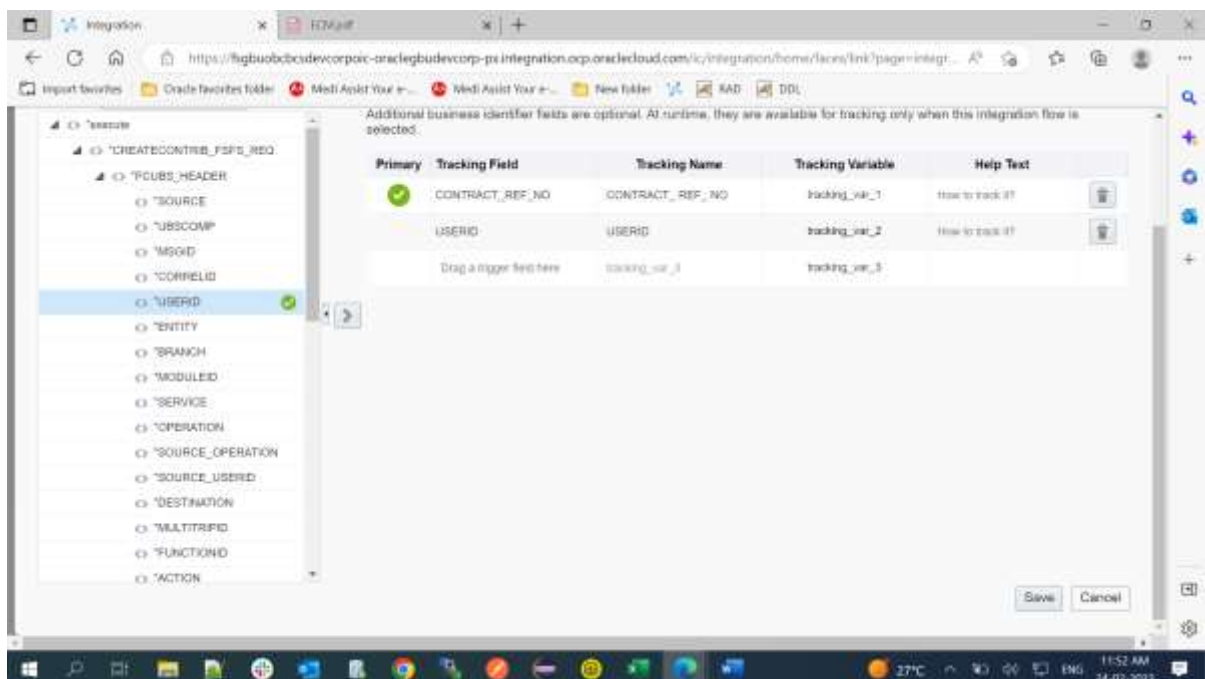 Integration
https://fsgbuobcbcsdevcorpoic-oraclegbudevcorp-px.integration.ocp.oraclecloud.com/ic/integration/home/faces/link?page=integr...
Import favorites Oracle favorites folder Medi Assist Your e-... Medi Assist Your e-... New folder RAD DDL
Additional business identifier fields are optional. At runtime, they are available for tracking only when this integration flow is
selected.
*execute
*CREATECONTRIB_FSFS_REQ
*FCUBS_HEADER
*SOURCE
*UBSCOMP
*MSGID
*CORRELID
*USERID
*ENTITY
*BRANCH
*MODULEID
*SERVICE
*OPERATION
*SOURCE_OPERATION
*SOURCE_USERID
*DESTINATION
*MULTITRIPID
*FUNCTIONID
*ACTION
Primary Tracking Field Tracking Name Tracking Variable Help Text
CONTRACT_REF_NO CONTRACT_ REF_ NO tracking_var_1 How to track it?
USERID USERID tracking_var_2 How to track it?
Drag a trigger field here tracking_var_3 tracking_var_3
Save Cancel
27°C ENG 11:52 AM